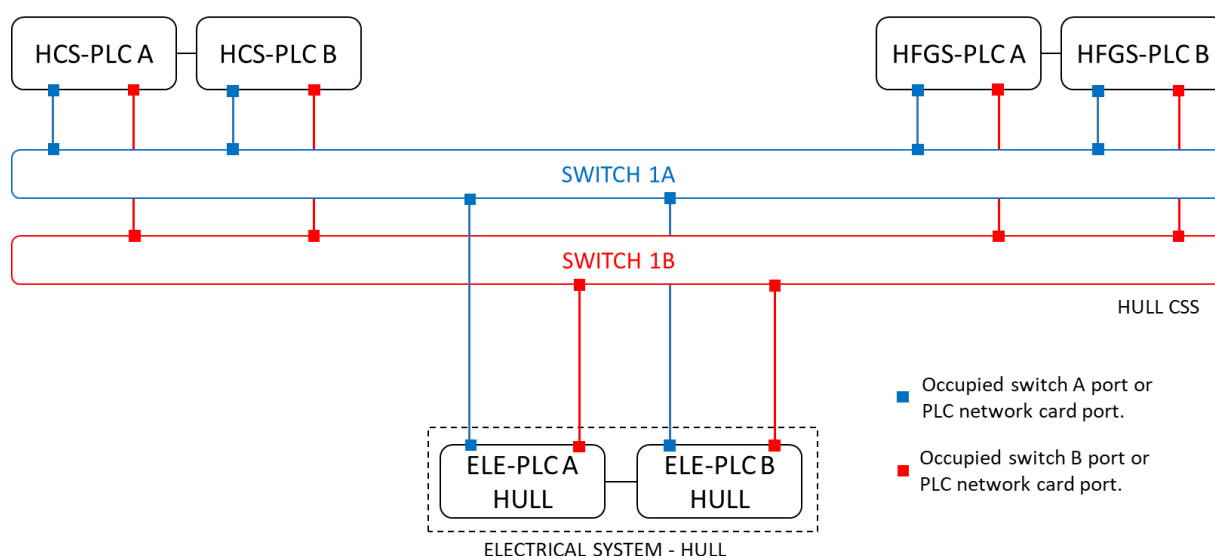 HCS-PLC A
HCS-PLC B
HFGS-PLC A
HFGS-PLC B
SWITCH 1A
SWITCH 1B
HULL CSS
Occupied switch A port or
PLC network card port.
Occupied switch B port or
PLC network card port.
ELE-PLC A
HULL
ELE-PLC B
HULL
ELECTRICAL SYSTEM - HULL